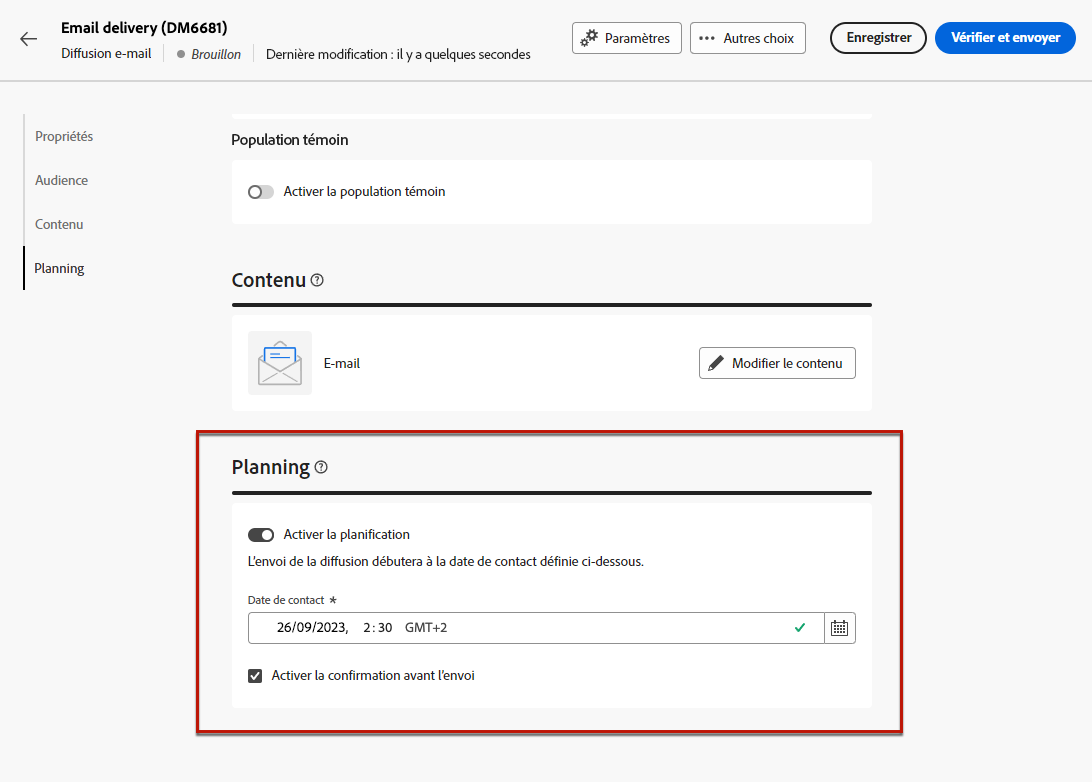 Email delivery (DM6681)
Diffusion e-mail
Brouillon
Dernière modification : il y a quelques secondes
Paramètres
Autres choix
Enregistrer
Vérifier et envoyer
Propriétés
Audience
Contenu
Planning
Population témoin
Activer la population témoin
Contenu
E-mail
Modifier le contenu
Planning
Activer la planification
L'envoi de la diffusion débutera à la date de contact définie ci-dessous.
Date de contact *
26/09/2023, 2:30 GMT+2
Activer la confirmation avant l'envoi